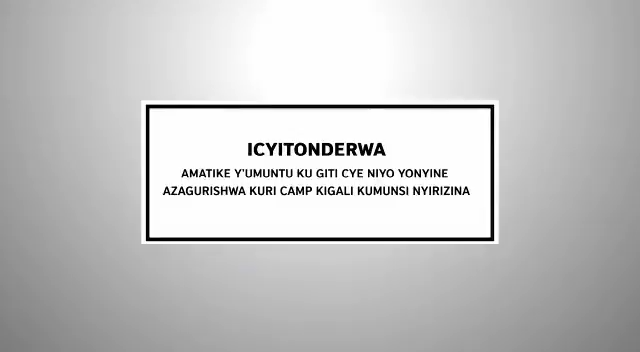 ICYITONDERWA
AMATIKE Y'UMUNTU KU GITI CYE NIYO YONYINE
AZAGURISHWA KURI CAMP KIGALI KUMUNSI NYIRIZINA